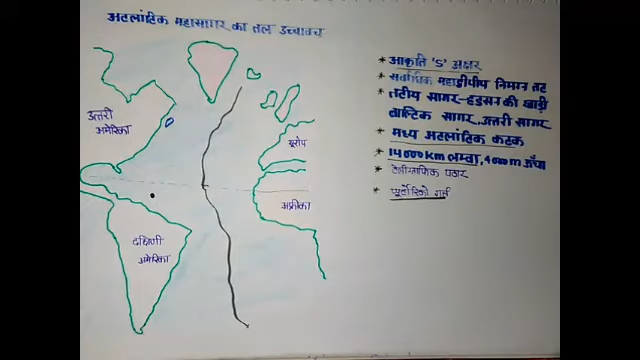 अटलांटिक महासागर का तल उच्चावच
* आकृति 'S' अक्षर
* सर्वाधिक महाद्वीपीय निमग्न तट
* तटीय सागर - हडसन की खाड़ी
बाल्टिक सागर, उत्तरी सागर
* मध्य अटलांटिक कटक
* 14000 km लम्बा, 4000m ऊँचा
* टेलीग्राफिक पठार
* प्यूर्टोरिको गर्त
उत्तरी
अमेरिका
यूरोप
अफ्रीका
दक्षिणी
अमेरिका